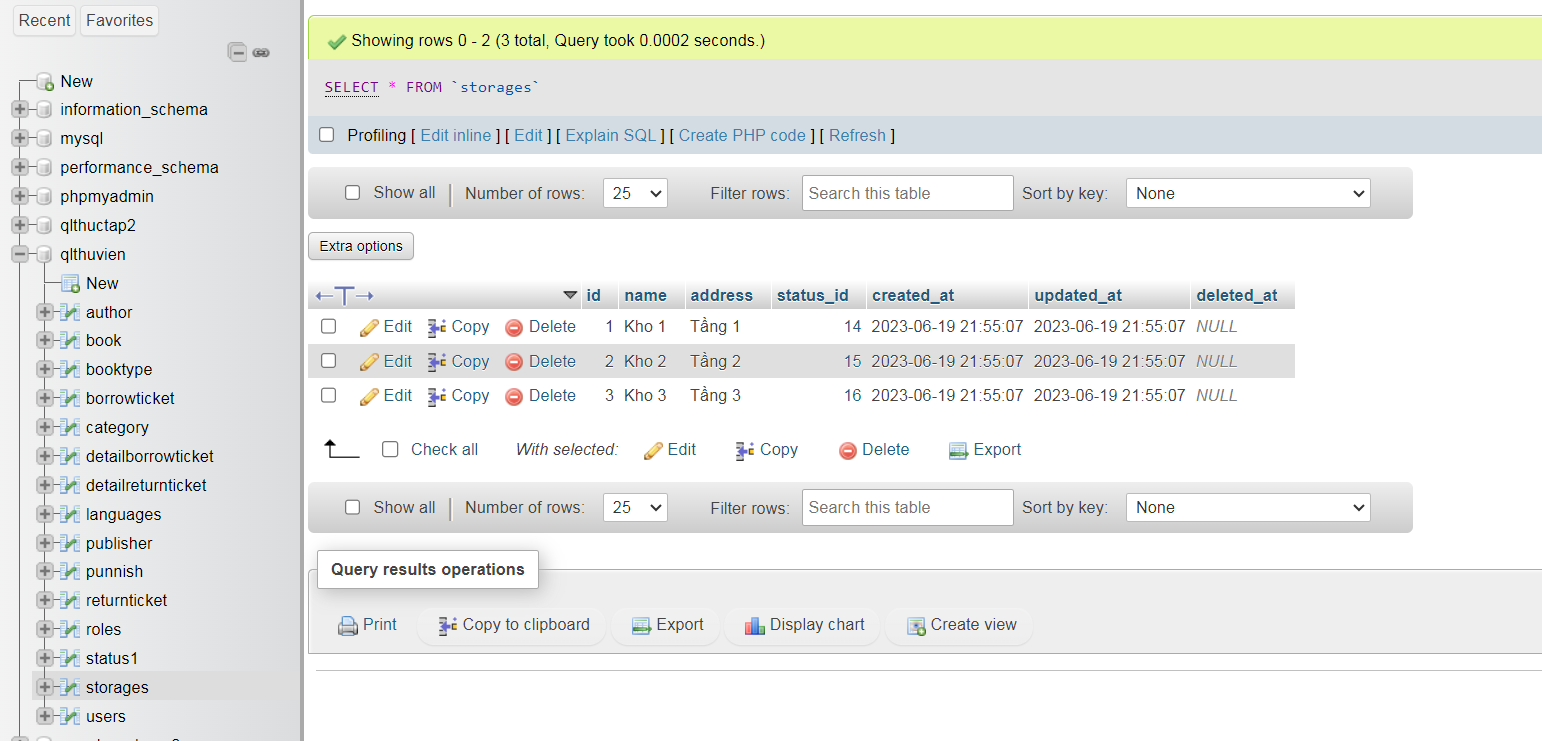 Recent Favorites
New
information_schema
mysql
performance_schema
phpmyadmin
qlthuctap2
qlthuvien
New
author
book
booktype
borrowticket
category
detailborrowticket
detailreturnticket
languages
publisher
punnish
returnticket
roles
status1
storages
users
Showing rows 0 - 2 (3 total, Query took 0.0002 seconds.)
SELECT * FROM `storages`
Profiling [ Edit inline ] [ Edit ] [ Explain SQL ] [ Create PHP code ] [ Refresh ]
Show all Number of rows: 25 Filter rows: Search this table Sort by key: None
Extra options
id name address status_id created_at updated_at deleted_at
Edit Copy Delete 1 Kho 1 Tầng 1 14 2023-06-19 21:55:07 2023-06-19 21:55:07 NULL
Edit Copy Delete 2 Kho 2 Tầng 2 15 2023-06-19 21:55:07 2023-06-19 21:55:07 NULL
Edit Copy Delete 3 Kho 3 Tầng 3 16 2023-06-19 21:55:07 2023-06-19 21:55:07 NULL
Check all With selected: Edit Copy Delete Export
Show all Number of rows: 25 Filter rows: Search this table Sort by key: None
Query results operations
Print Copy to clipboard Export Display chart Create view